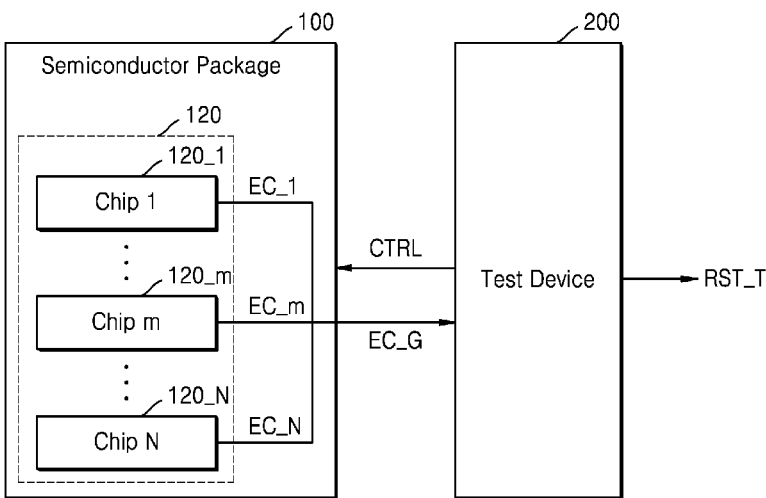 100
200
Semiconductor Package
120
120_1
Chip 1
EC_1
CTRL
Test Device
RST_T
120_m
Chip m
EC_m
EC_G
120_N
Chip N
EC_N